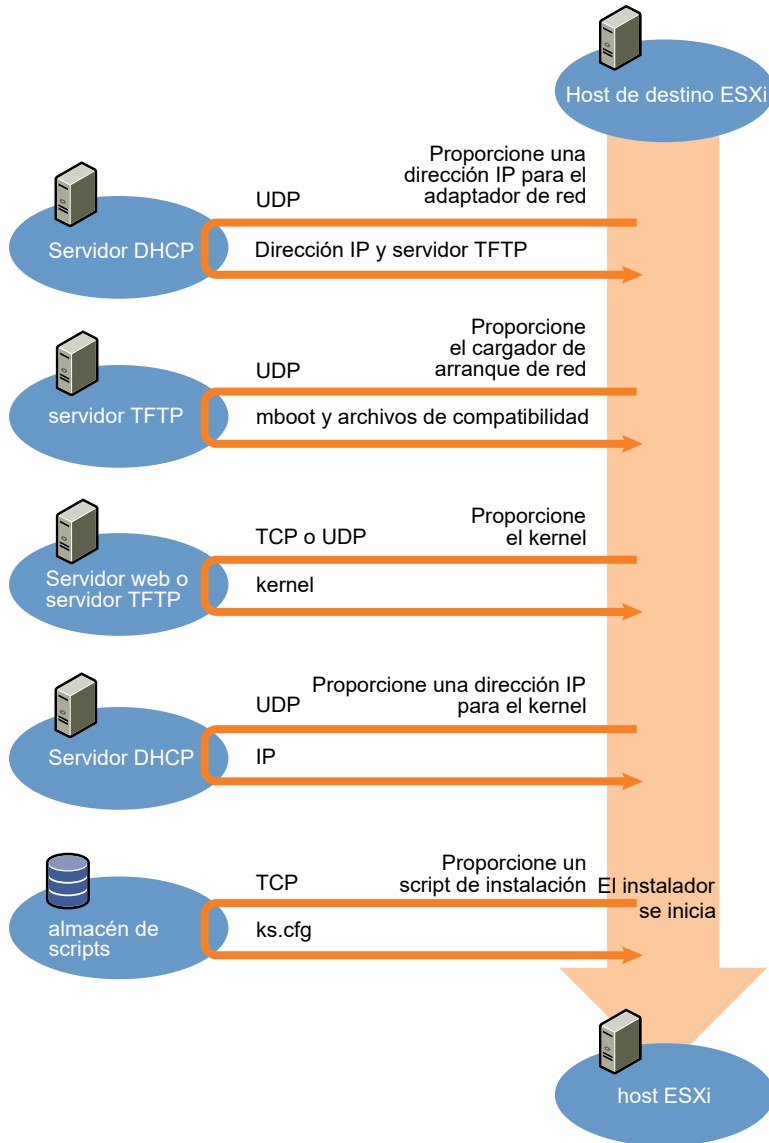 Host de destino ESXi
Proporcione una
dirección IP para el
adaptador de red
UDP
Servidor DHCP
Dirección IP y servidor TFTP
Proporcione
el cargador de
arranque de red
UDP
servidor TFTP
mboot y archivos de compatibilidad
Proporcione
el kernel
TCP o UDP
Servidor web o
servidor TFTP
kernel
Proporcione una dirección IP
para el kernel
UDP
Servidor DHCP
IP
Proporcione un
script de instalación
TCP
El instalador
se inicia
almacén de
scripts
ks.cfg
host ESXi